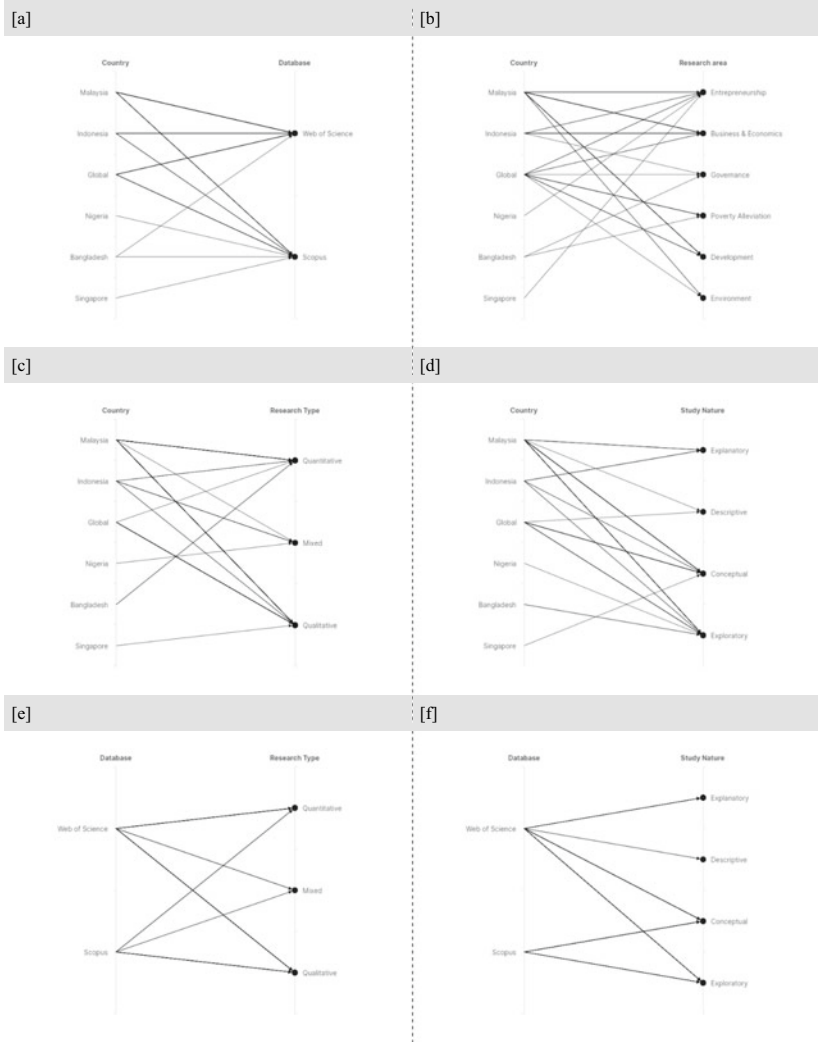 [a]
Country
Database
Malaysia
Indonesia
Web of Science
Global
Nigeria
Bangladesh
Scopus
Singapore
[b]
Country
Research area
Malaysia
Entrepreneurship
Indonesia
Business & Economics
Global
Governance
Nigeria
Poverty Alleviation
Bangladesh
Development
Singapore
Environment
[c]
Country
Research Type
Malaysia
Quantitative
Indonesia
Global
Mixed
Nigeria
Bangladesh
Qualitative
Singapore
[d]
Country
Study Nature
Malaysia
Explanatory
Indonesia
Descriptive
Global
Nigeria
Conceptual
Bangladesh
Exploratory
Singapore
[e]
Database
Research Type
Quantitative
Web of Science
Mixed
Scopus
Qualitative
[f]
Database
Study Nature
Explanatory
Web of Science
Descriptive
Conceptual
Scopus
Exploratory